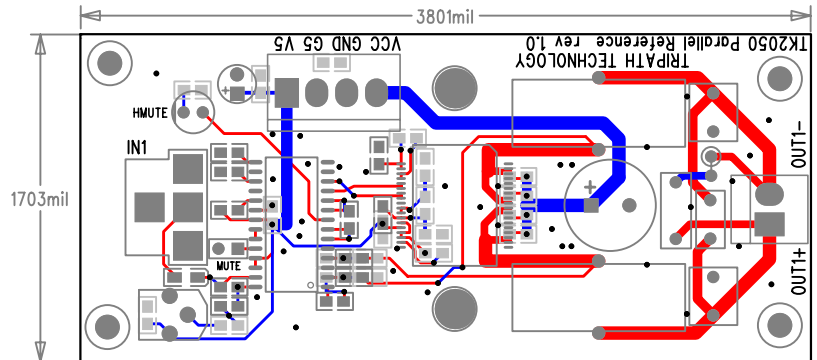 3801mil
TK2050 Parallel Reference rev 1.0
TRIPATH TECHNOLOGY
VCC GND G5 V5
HMUTE
IN1
1703mil
MUTE
OUT1-
OUT1+
+
+